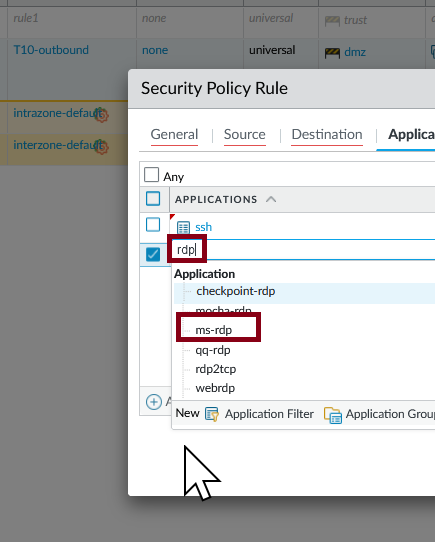 rule1 none universal trust
T10-outbound none universal dmz
intrazone-default
interzone-default
Security Policy Rule
General Source Destination Applica
Any
APPLICATIONS
ssh
rdp
Application
checkpoint-rdp
mocha-rdp
ms-rdp
qq-rdp
rdp2tcp
webrdp
New Application Filter Application Group